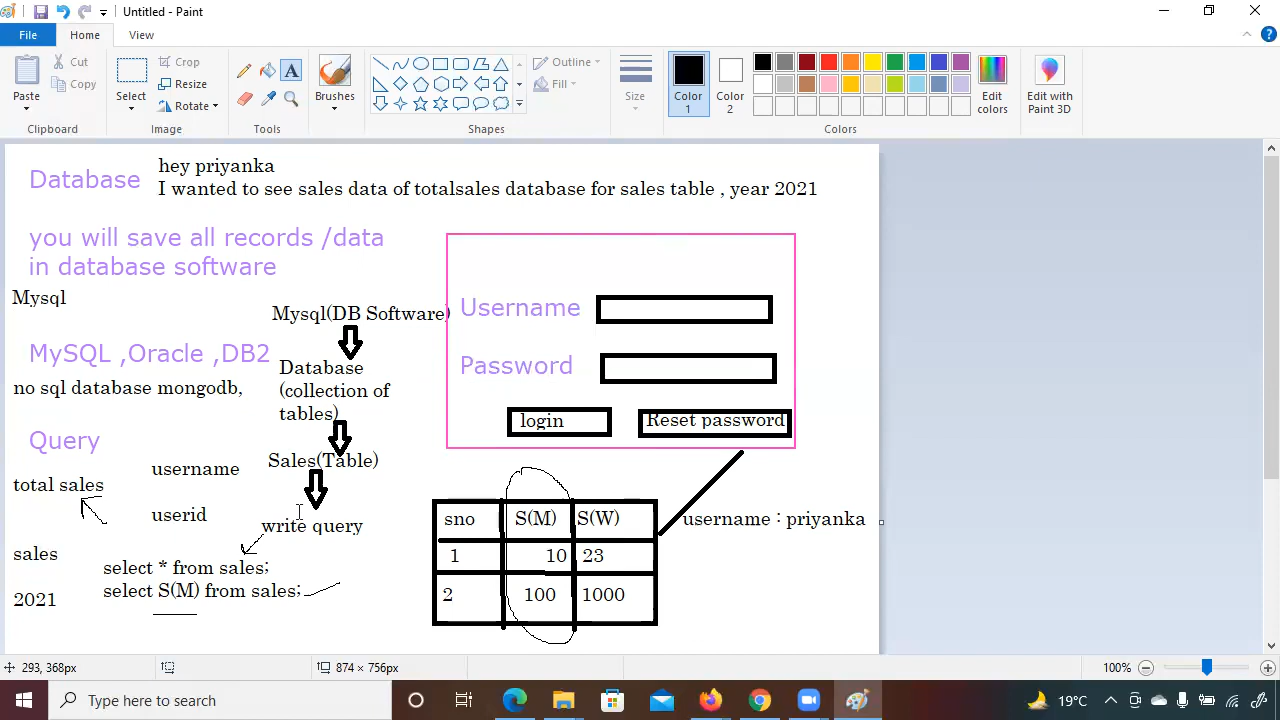 Untitled - Paint
File
Home
View
Paste
Cut
Copy
Clipboard
Select
Crop
Resize
Rotate
Image
A
Tools
Brushes
Shapes
Outline
Fill
Size
Color 1
Color 2
Edit colors
Edit with Paint 3D
Colors
hey priyanka
Database
I wanted to see sales data of totalsales database for sales table , year 2021
you will save all records /data
in database software
Mysql
MySQL ,Oracle ,DB2
no sql database mongodb,
Query
total sales
username
userid
sales
2021
Mysql(DB Software)
Database
(collection of
tables)
Sales(Table)
write query
select * from sales;
select S(M) from sales;
Username
Password
login
Reset password
sno S(M) S(W)
1 10 23
2 100 1000
username : priyanka
293, 368px
874 × 756px
100%
Type here to search
19°C